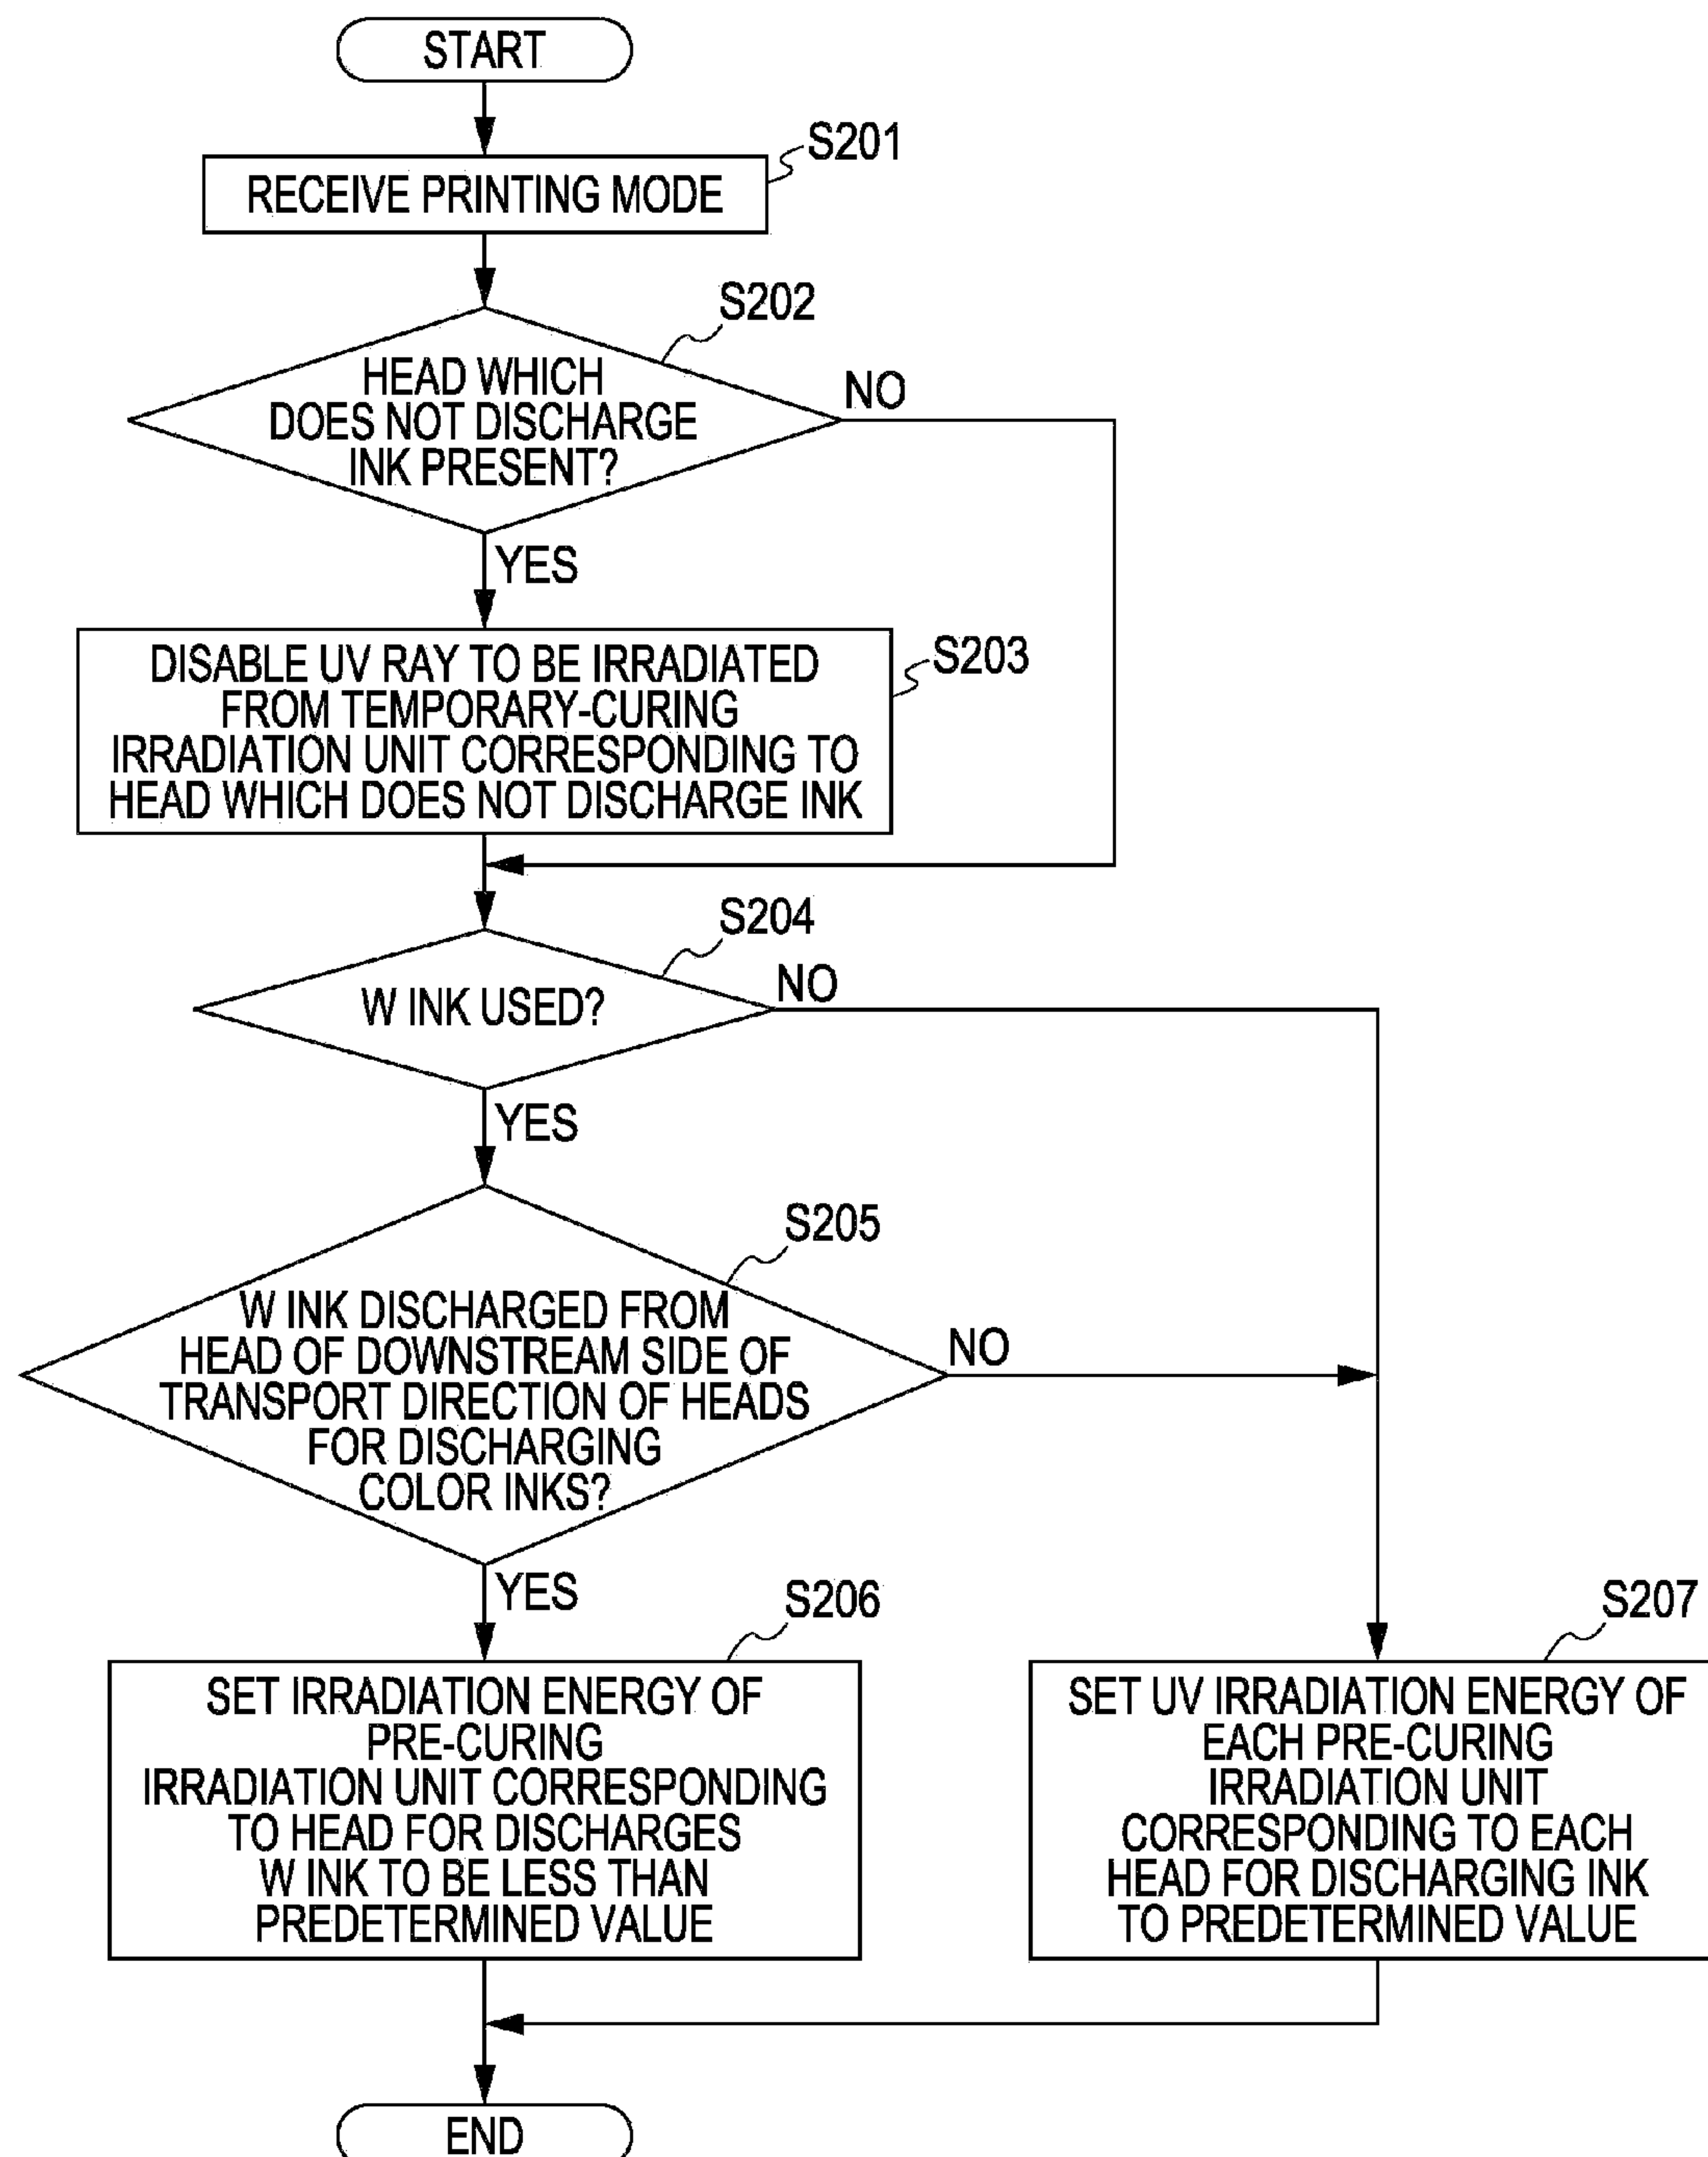 START
S201
RECEIVE PRINTING MODE
S202
HEAD WHICH
DOES NOT DISCHARGE
INK PRESENT?
NO
YES
S203
DISABLE UV RAY TO BE IRRADIATED
FROM TEMPORARY-CURING
IRRADIATION UNIT CORRESPONDING TO
HEAD WHICH DOES NOT DISCHARGE INK
S204
W INK USED?
NO
YES
S205
W INK DISCHARGED FROM
HEAD OF DOWNSTREAM SIDE OF
TRANSPORT DIRECTION OF HEADS
FOR DISCHARGING
COLOR INKS?
NO
YES
S206
SET IRRADIATION ENERGY OF
PRE-CURING
IRRADIATION UNIT CORRESPONDING
TO HEAD FOR DISCHARGES
W INK TO BE LESS THAN
PREDETERMINED VALUE
S207
SET UV IRRADIATION ENERGY OF
EACH PRE-CURING
IRRADIATION UNIT
CORRESPONDING TO EACH
HEAD FOR DISCHARGING INK
TO PREDETERMINED VALUE
END